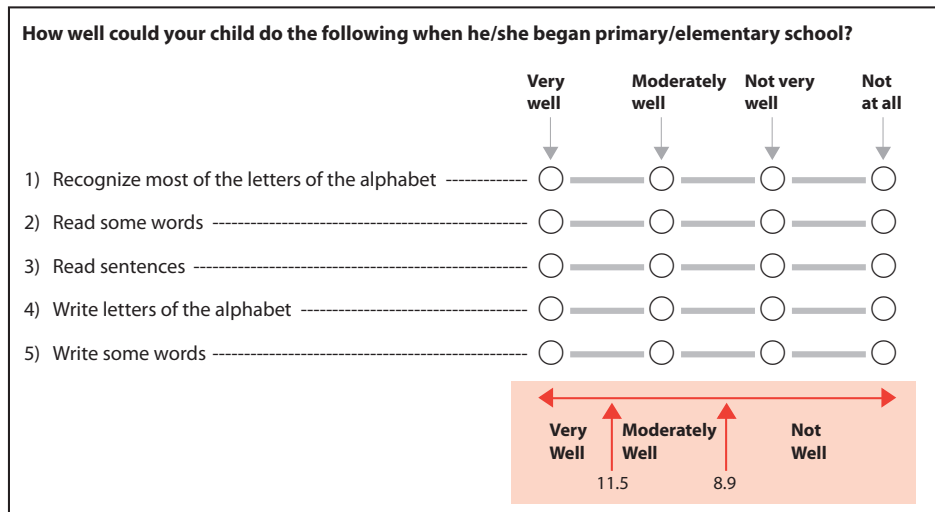 How well could your child do the following when he/she began primary/elementary school?
Very well
Moderately well
Not very well
Not at all
1) Recognize most of the letters of the alphabet
2) Read some words
3) Read sentences
4) Write letters of the alphabet
5) Write some words
Very Well
Moderately Well
Not Well
11.5
8.9